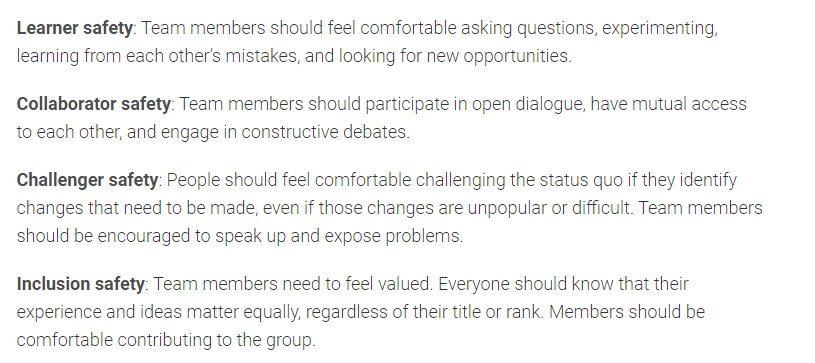 Learner safety: Team members should feel comfortable asking questions, experimenting,
learning from each other's mistakes, and looking for new opportunities.
Collaborator safety: Team members should participate in open dialogue, have mutual access
to each other, and engage in constructive debates.
Challenger safety: People should feel comfortable challenging the status quo if they identify
changes that need to be made, even if those changes are unpopular or difficult. Team members
should be encouraged to speak up and expose problems.
Inclusion safety: Team members need to feel valued. Everyone should know that their
experience and ideas matter equally, regardless of their title or rank. Members should be
comfortable contributing to the group.